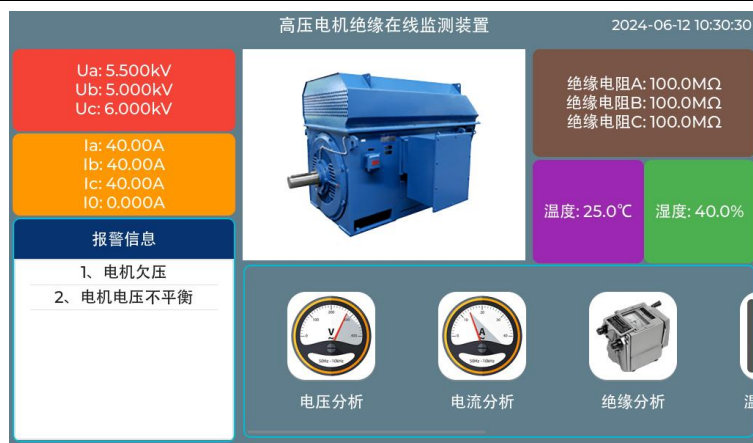 高压电机绝缘在线监测装置
2024-06-12 10:30:30
Ua: 5.500kV
Ub: 5.000kV
Uc: 6.000kV
Ia: 40.00A
Ib: 40.00A
Ic: 40.00A
I0: 0.000A
报警信息
1、电机欠压
2、电机电压不平衡
绝缘电阻A: 100.0MΩ
绝缘电阻B: 100.0MΩ
绝缘电阻C: 100.0MΩ
温度: 25.0℃
湿度: 40.0%
V
A
50Hz - 10kHz
50Hz - 10kHz
电压分析
电流分析
绝缘分析
温